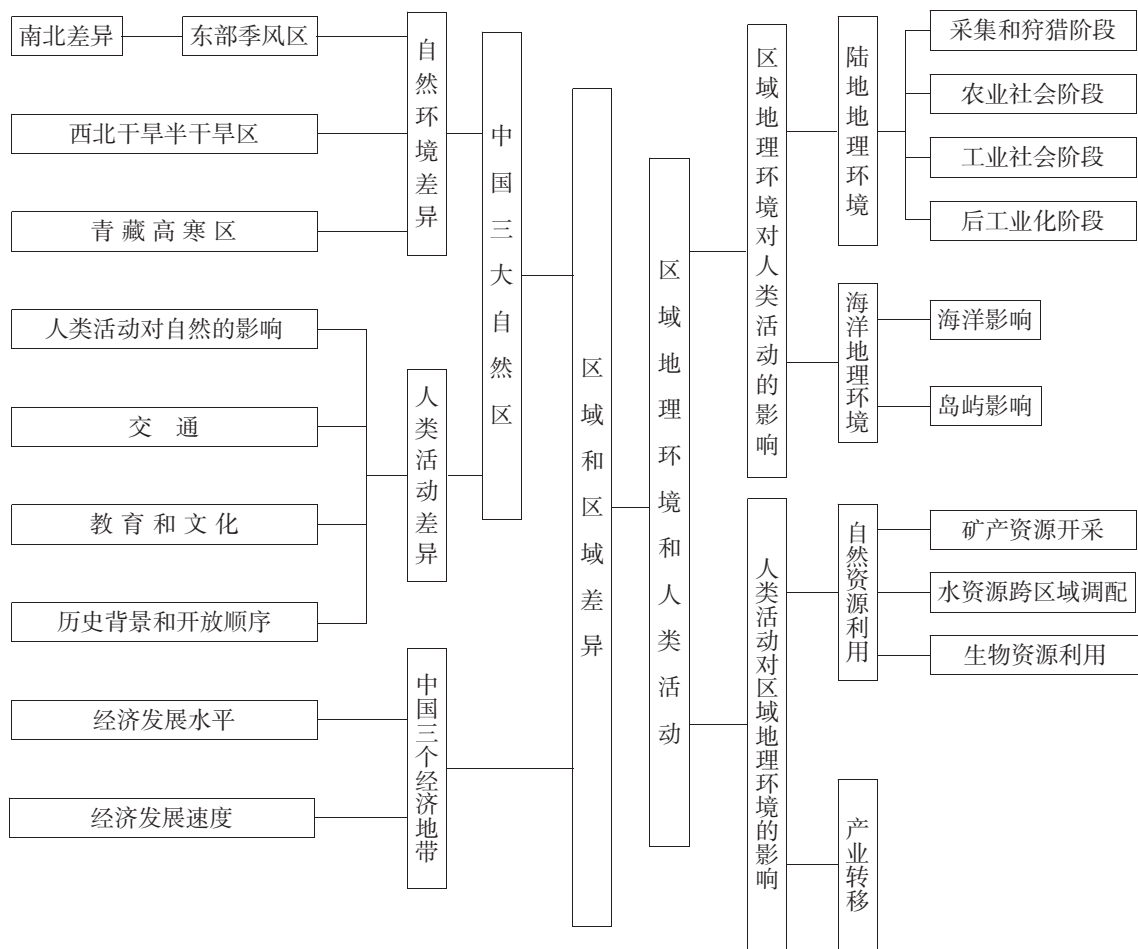 南北差异
东部季风区
西北干旱半干旱区
青藏高寒区
自然环境差异
人类活动对自然的影响
交 通
教育和文化
历史背景和开放顺序
人类活动差异
中国三大自然区
经济发展水平
经济发展速度
中国三个经济地带
区域和区域差异
区域地理环境和人类活动
区域地理环境对人类活动的影响
陆地地理环境
采集和狩猎阶段
农业社会阶段
工业社会阶段
后工业化阶段
海洋地理环境
海洋影响
岛屿影响
人类活动对区域地理环境的影响
自然资源利用
矿产资源开采
水资源跨区域调配
生物资源利用
产业转移